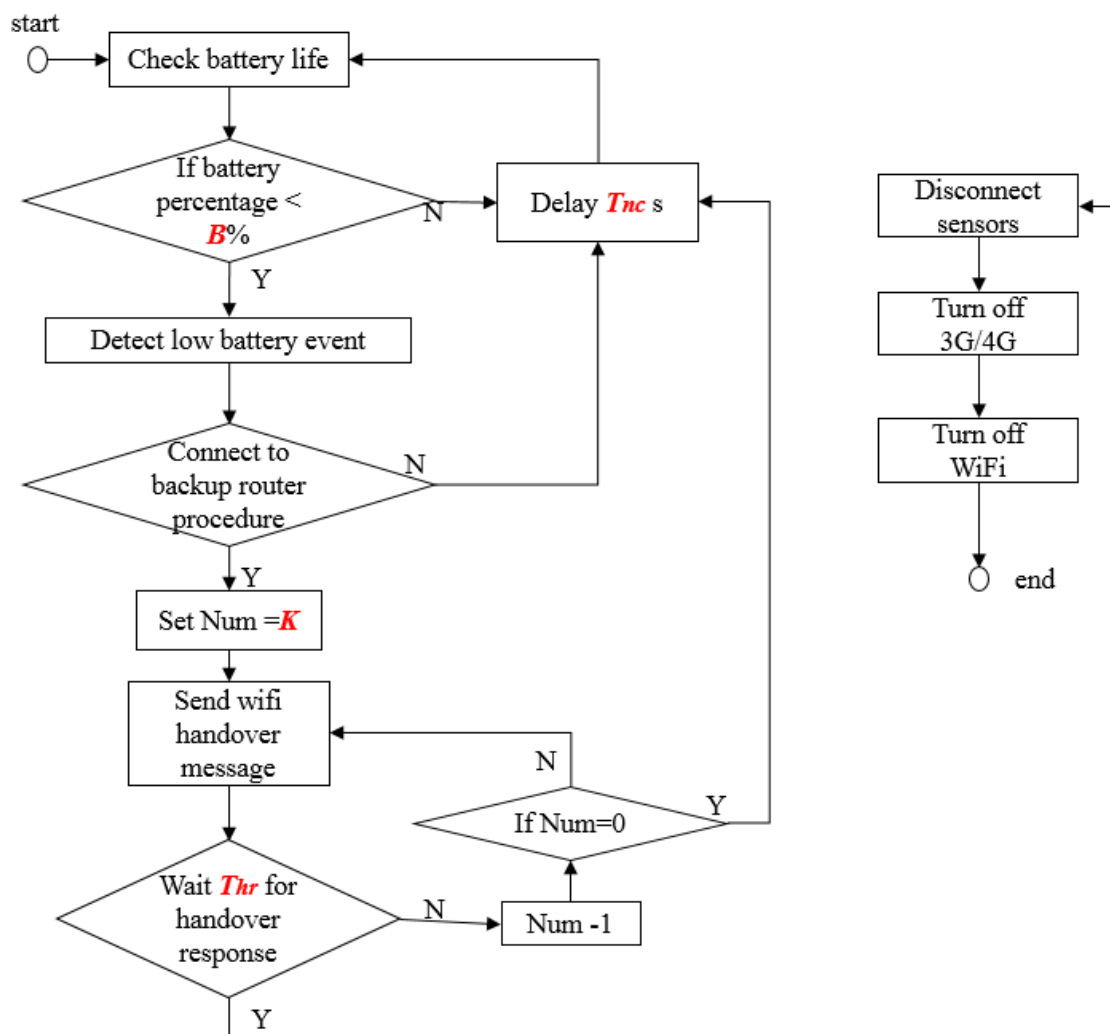 start
Check battery life
If battery
percentage <
B%
N
Y
Delay Tnc s
Detect low battery event
Connect to
backup router
procedure
N
Y
Set Num =K
Send wifi
handover
message
N
If Num=0
Y
Wait Thr for
handover
response
N
Num -1
Y
Disconnect
sensors
Turn off
3G/4G
Turn off
WiFi
end